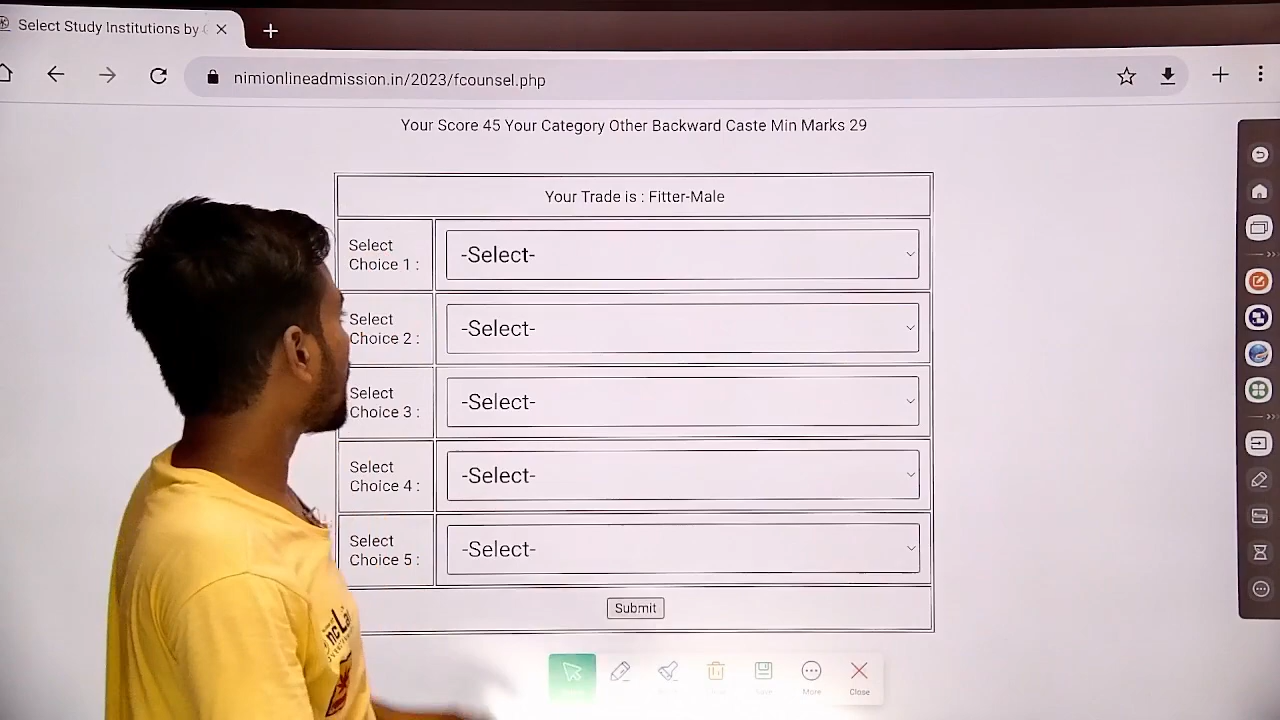 Select Study Institutions by
nimionlineadmission.in/2023/fcounsel.php
Your Score 45 Your Category Other Backward Caste Min Marks 29
Your Trade is : Fitter-Male
Select
Choice 1 :
-Select-
Select
Choice 2 :
-Select-
Select
Choice 3 :
-Select-
Select
Choice 4 :
-Select-
Select
Choice 5 :
-Select-
Submit
More
Close